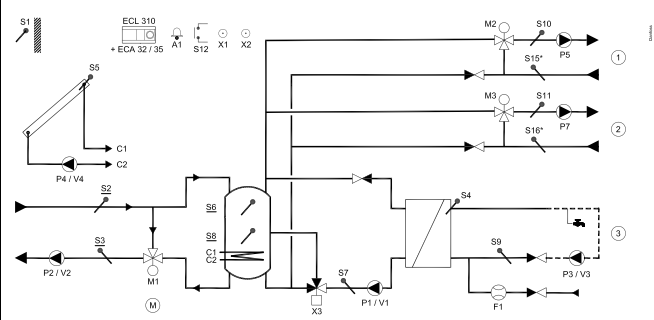 S1
ECL 310
+ ECA 32 / 35
A1
S12
X1
X2
Danfoss
M2
S10
P5
1
S15*
S5
C1
C2
P4 / V4
M3
S11
P7
S16*
2
S2
S6
S4
S8
S3
C1
C2
S9
3
P2 / V2
M1
S7
P1 / V1
P3 / V3
M
X3
F1